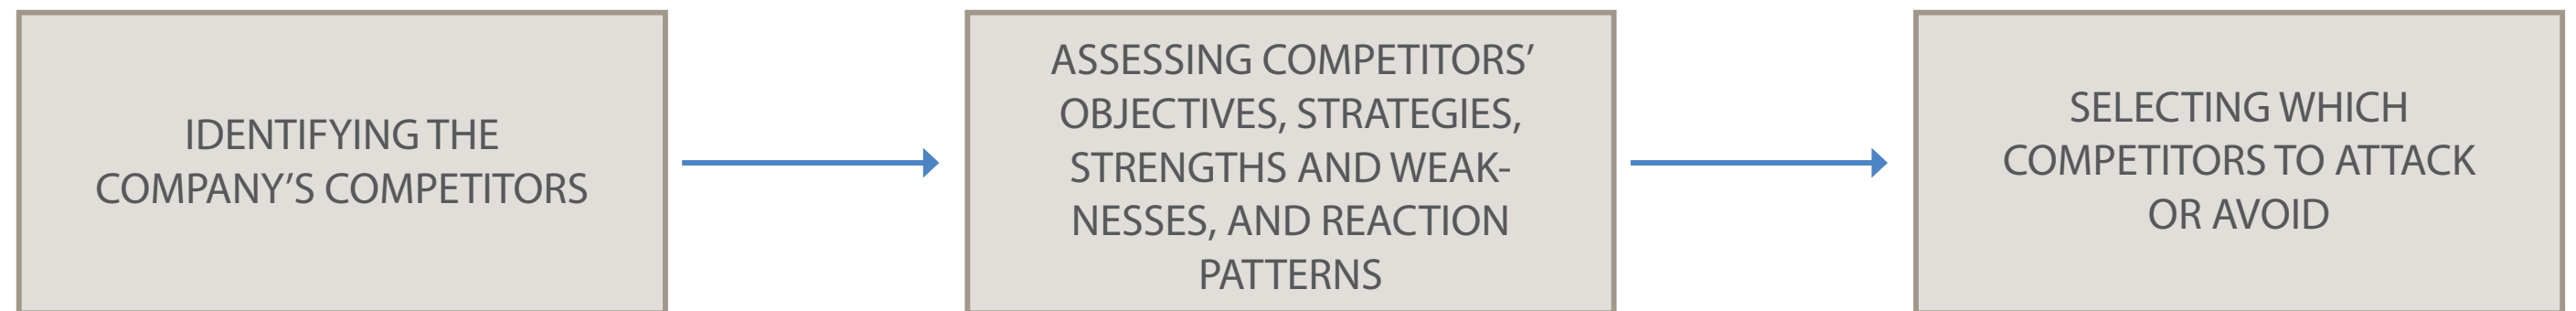 IDENTIFYING THE
COMPANY’S COMPETITORS
ASSESSING COMPETITORS’
OBJECTIVES, STRATEGIES,
STRENGTHS AND WEAK-
NESSES, AND REACTION
PATTERNS
SELECTING WHICH
COMPETITORS TO ATTACK
OR AVOID